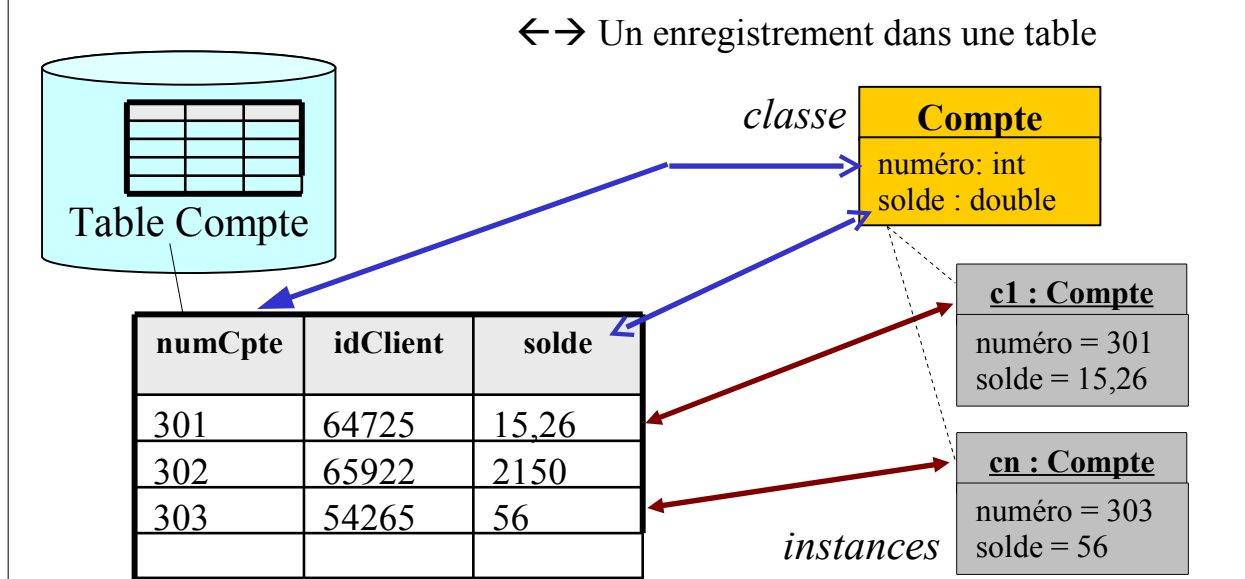 ←→ Un enregistrement dans une table
classe
Compte
numéro: int
solde : double
Table Compte
c1 : Compte
numéro = 301
solde = 15,26
numCpte idClient solde
301 64725 15,26
302 65922 2150
303 54265 56
cn : Compte
numéro = 303
solde = 56
instances